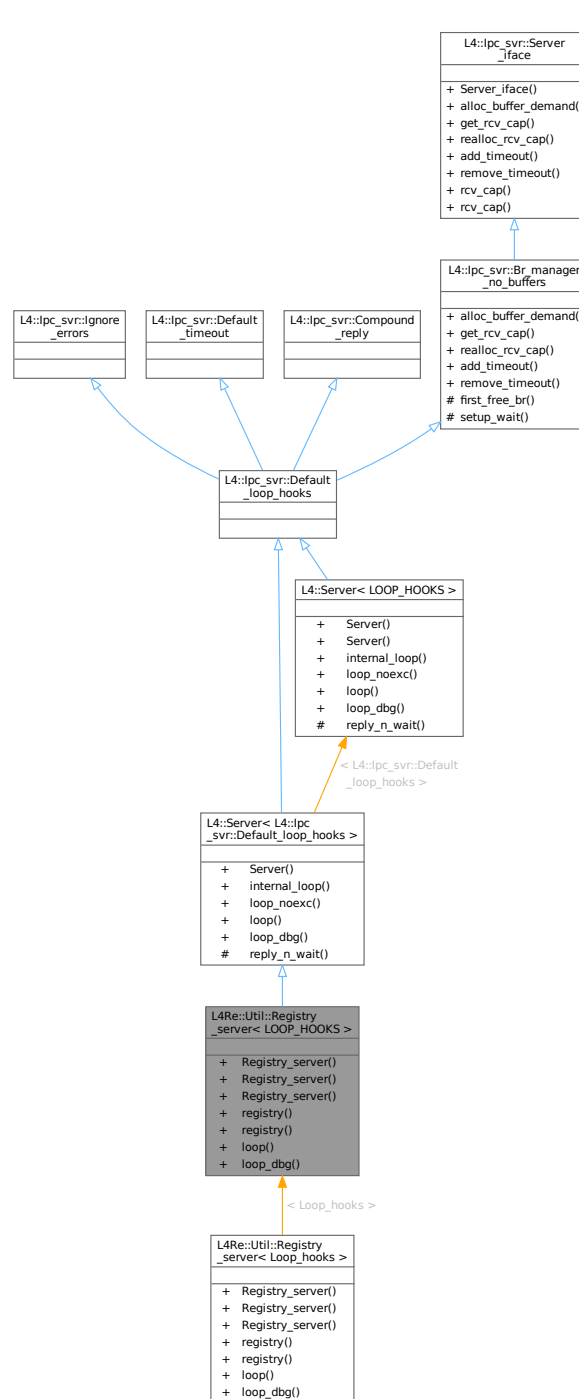 L4::Ipc_svr::Server
_iface
+ Server_iface()
+ alloc_buffer_demand(
+ get_rcv_cap()
+ realloc_rcv_cap()
+ add_timeout()
+ remove_timeout()
+ rcv_cap()
+ rcv_cap()
L4::Ipc_svr::Br_manager
_no_buffers
+ alloc_buffer_demand(
+ get_rcv_cap()
+ realloc_rcv_cap()
+ add_timeout()
+ remove_timeout()
# first_free_br()
# setup_wait()
L4::Ipc_svr::Ignore
_errors
L4::Ipc_svr::Default
_timeout
L4::Ipc_svr::Compound
_reply
L4::Ipc_svr::Default
_loop_hooks
L4::Server< LOOP_HOOKS >
+ Server()
+ Server()
+ internal_loop()
+ loop_noexc()
+ loop()
+ loop_dbg()
# reply_n_wait()
< L4::Ipc_svr::Default
_loop_hooks >
L4::Server< L4::Ipc
_svr::Default_loop_hooks >
+ Server()
+ internal_loop()
+ loop_noexc()
+ loop()
+ loop_dbg()
# reply_n_wait()
L4Re::Util::Registry
_server< LOOP_HOOKS >
+ Registry_server()
+ Registry_server()
+ Registry_server()
+ registry()
+ registry()
+ loop()
+ loop_dbg()
< Loop_hooks >
L4Re::Util::Registry
_server< Loop_hooks >
+ Registry_server()
+ Registry_server()
+ Registry_server()
+ registry()
+ registry()
+ loop()
+ loop_dbg()